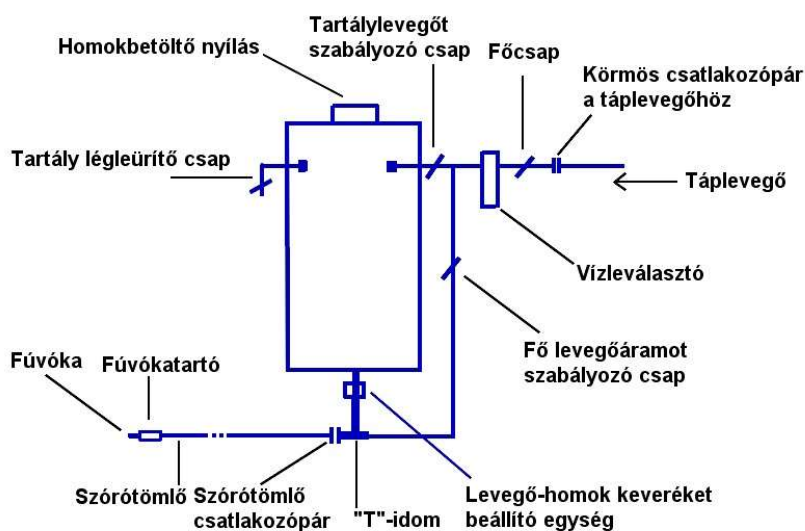 Tartálylevegőt
szabályozó csap
Homokbetöltő nyílás
Főcsap
Körmös csatlakozópár
a táplevegőhöz
Tartály légleürítő csap
Táplevegő
Vízleválasztó
Fő levegőáramot
szabályozó csap
Fúvóka
Fúvókatartó
Szórótömlő
Szórótömlő
csatlakozópár
"T"-idom
Levegő-homok keveréket
beállító egység